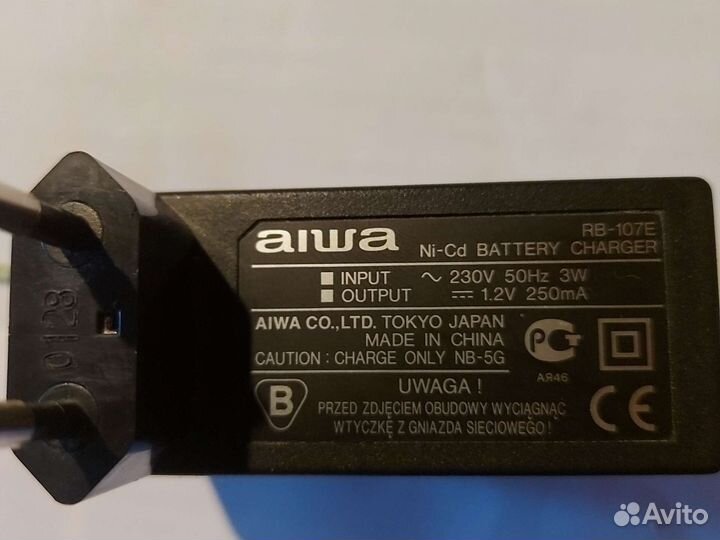 aiwa
RB-107E
Ni-Cd BATTERY CHARGER
■ INPUT ~ 230V 50Hz 3W
■ OUTPUT ⎓ 1.2V 250mA
AIWA CO.,LTD. TOKYO JAPAN
MADE IN CHINA
CAUTION : CHARGE ONLY NB-5G
PCT
АЯ46
B
UWAGA !
PRZED ZDJĘCIEM OBUDOWY WYCIĄGNĄĆ
WTYCZKĘ Z GNIAZDA SIECIOWEGO!
CE
0128
Avito